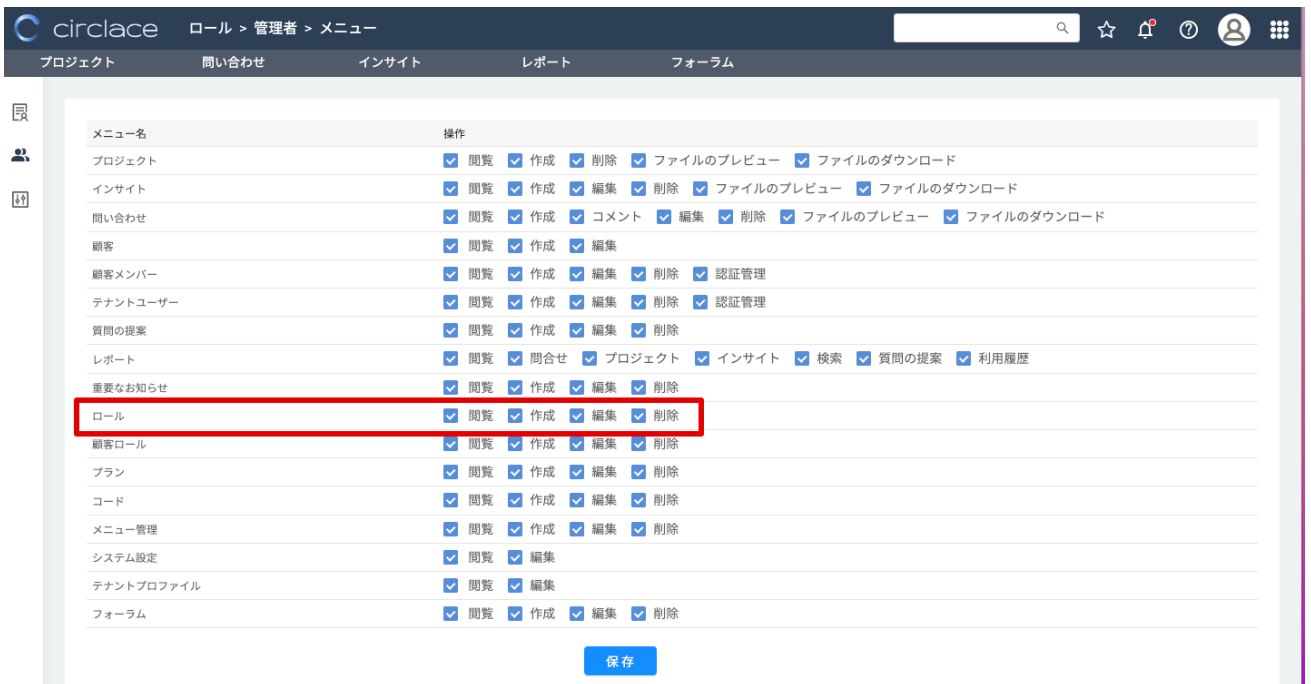 circlace ロール > 管理者 > メニュー
プロジェクト 問い合わせ インサイト レポート フォーラム
メニュー名 操作
プロジェクト 閲覧 作成 削除 ファイルのプレビュー ファイルのダウンロード
インサイト 閲覧 作成 編集 削除 ファイルのプレビュー ファイルのダウンロード
問い合わせ 閲覧 作成 コメント 編集 削除 ファイルのプレビュー ファイルのダウンロード
顧客 閲覧 作成 編集
顧客メンバー 閲覧 作成 編集 削除 認証管理
テナントユーザー 閲覧 作成 編集 削除 認証管理
質問の提案 閲覧 作成 編集 削除
レポート 閲覧 問合せ プロジェクト インサイト 検索 質問の提案 利用履歴
重要なお知らせ 閲覧 作成 編集 削除
ロール 閲覧 作成 編集 削除
顧客ロール 閲覧 作成 編集 削除
プラン 閲覧 作成 編集 削除
コード 閲覧 作成 編集 削除
メニュー管理 閲覧 作成 編集 削除
システム設定 閲覧 編集
テナントプロファイル 閲覧 編集
フォーラム 閲覧 作成 編集 削除
保存